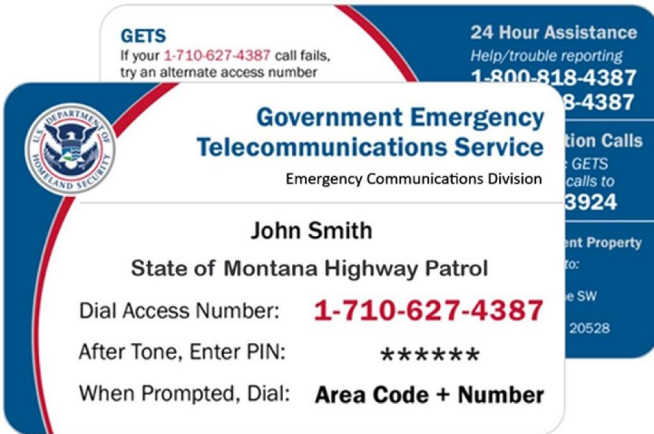 GETS
If your 1-710-627-4387 call fails,
try an alternate access number
24 Hour Assistance
Help/trouble reporting
1-800-818-4387
8-4387
tion Calls
: GETS
calls to
3924
ent Property
to:
e SW
20528
U.S. DEPARTMENT OF
HOMELAND SECURITY
Government Emergency
Telecommunications Service
Emergency Communications Division
John Smith
State of Montana Highway Patrol
Dial Access Number: 1-710-627-4387
After Tone, Enter PIN: ******
When Prompted, Dial: Area Code + Number